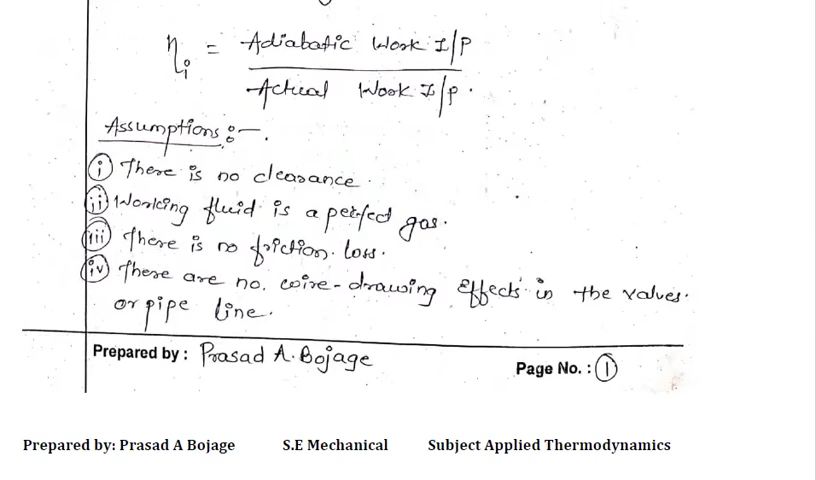 ηi = Adiabatic Work I/P
Actual Work I/P.
Assumptions:-
(i) There is no clearance.
(ii) Working fluid is a perfect gas.
(iii) There is no friction loss.
(iv) There are no. wire-drawing effects in the values.
or pipe line.
Prepared by: Prasad A. Bojage Page No.: (1)
Prepared by: Prasad A Bojage S.E Mechanical Subject Applied Thermodynamics